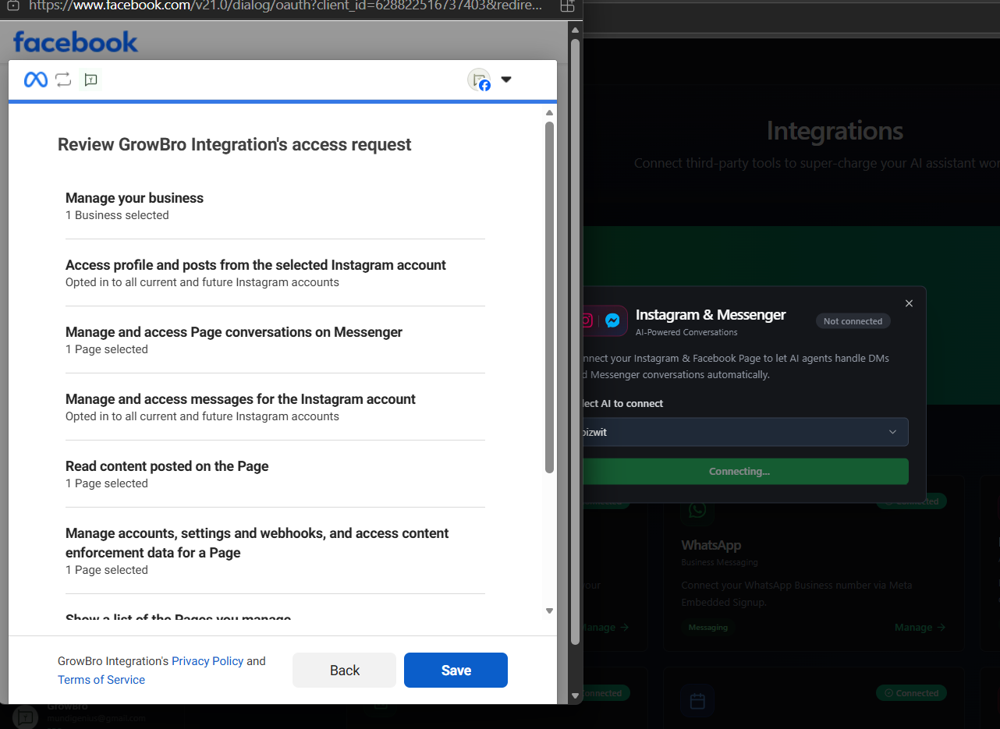 https://www.facebook.com/v21.0/dialog/oauth?client_id=628822516737403&redire...
facebook
Review GrowBro Integration's access request
Manage your business
1 Business selected
Access profile and posts from the selected Instagram account
Opted in to all current and future Instagram accounts
Manage and access Page conversations on Messenger
1 Page selected
Manage and access messages for the Instagram account
Opted in to all current and future Instagram accounts
Read content posted on the Page
1 Page selected
Manage accounts, settings and webhooks, and access content
enforcement data for a Page
1 Page selected
Show a list of the Pages you manage
GrowBro Integration's Privacy Policy and
Terms of Service
Back
Save
GrowBro
mundigenius@gmail.com
Integrations
Connect third-party tools to super-charge your AI assistant
Instagram & Messenger
AI-Powered Conversations
Not connected
your Instagram & Facebook Page to let AI agents handle DMs
Messenger conversations automatically.
AI to connect
Connecting...
Connected
WhatsApp
Business Messaging
your
Connect your WhatsApp Business number via Meta
Embedded Signup.
Manage
Messaging
Manage
Connected
Connected